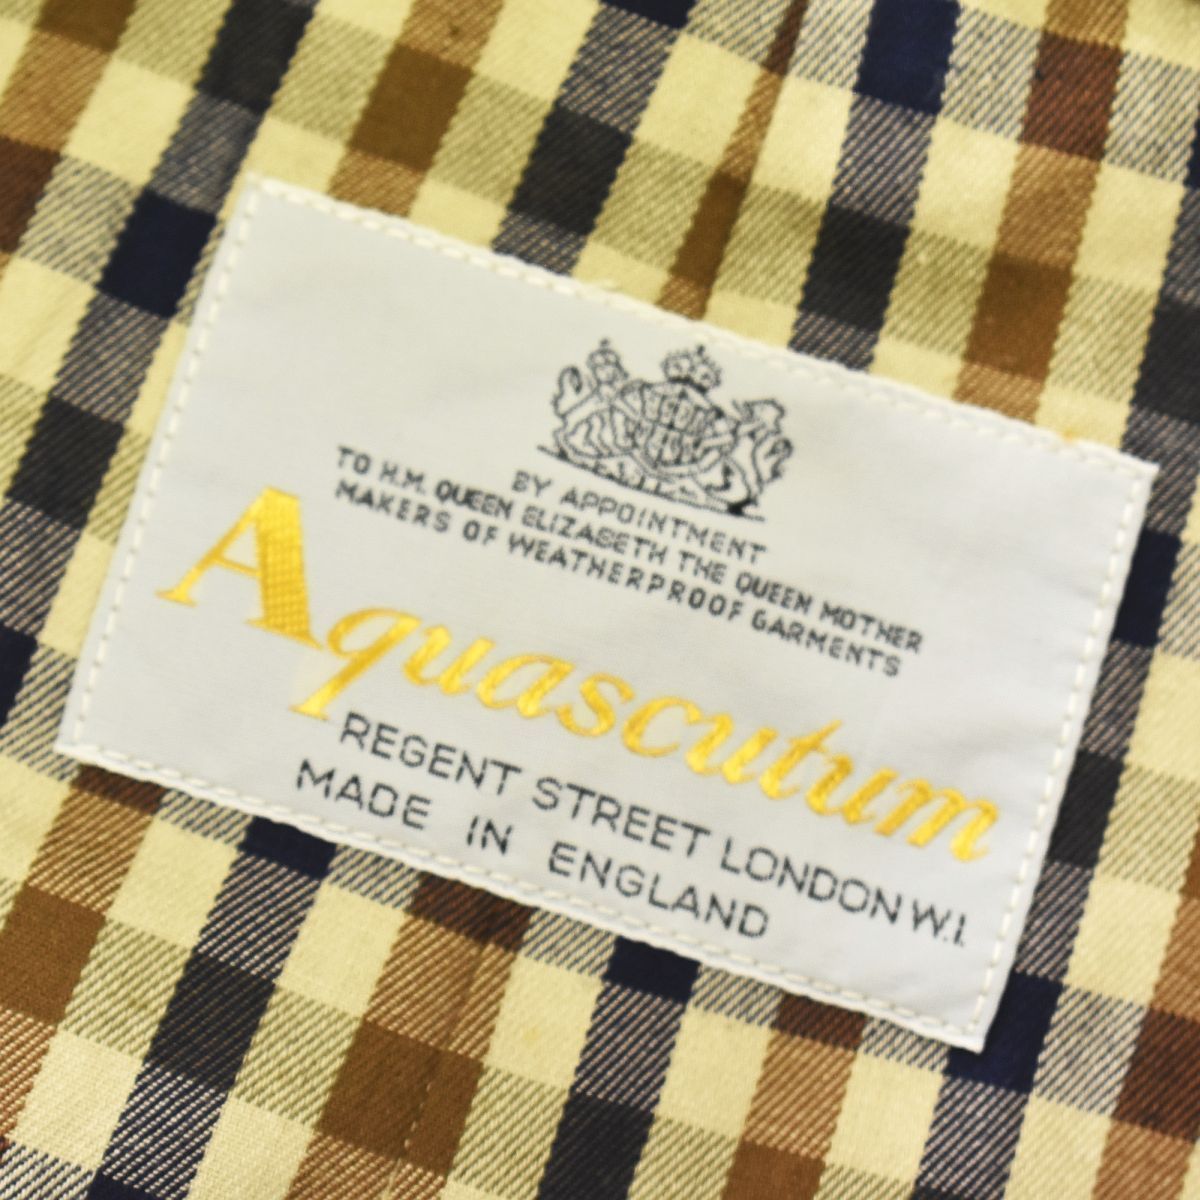 BY APPOINTMENT
TO H.M. QUEEN ELIZABETH THE QUEEN MOTHER
MAKERS OF WEATHERPROOF GARMENTS
Aquascutum
REGENT STREET LONDON W.1.
MADE IN ENGLAND